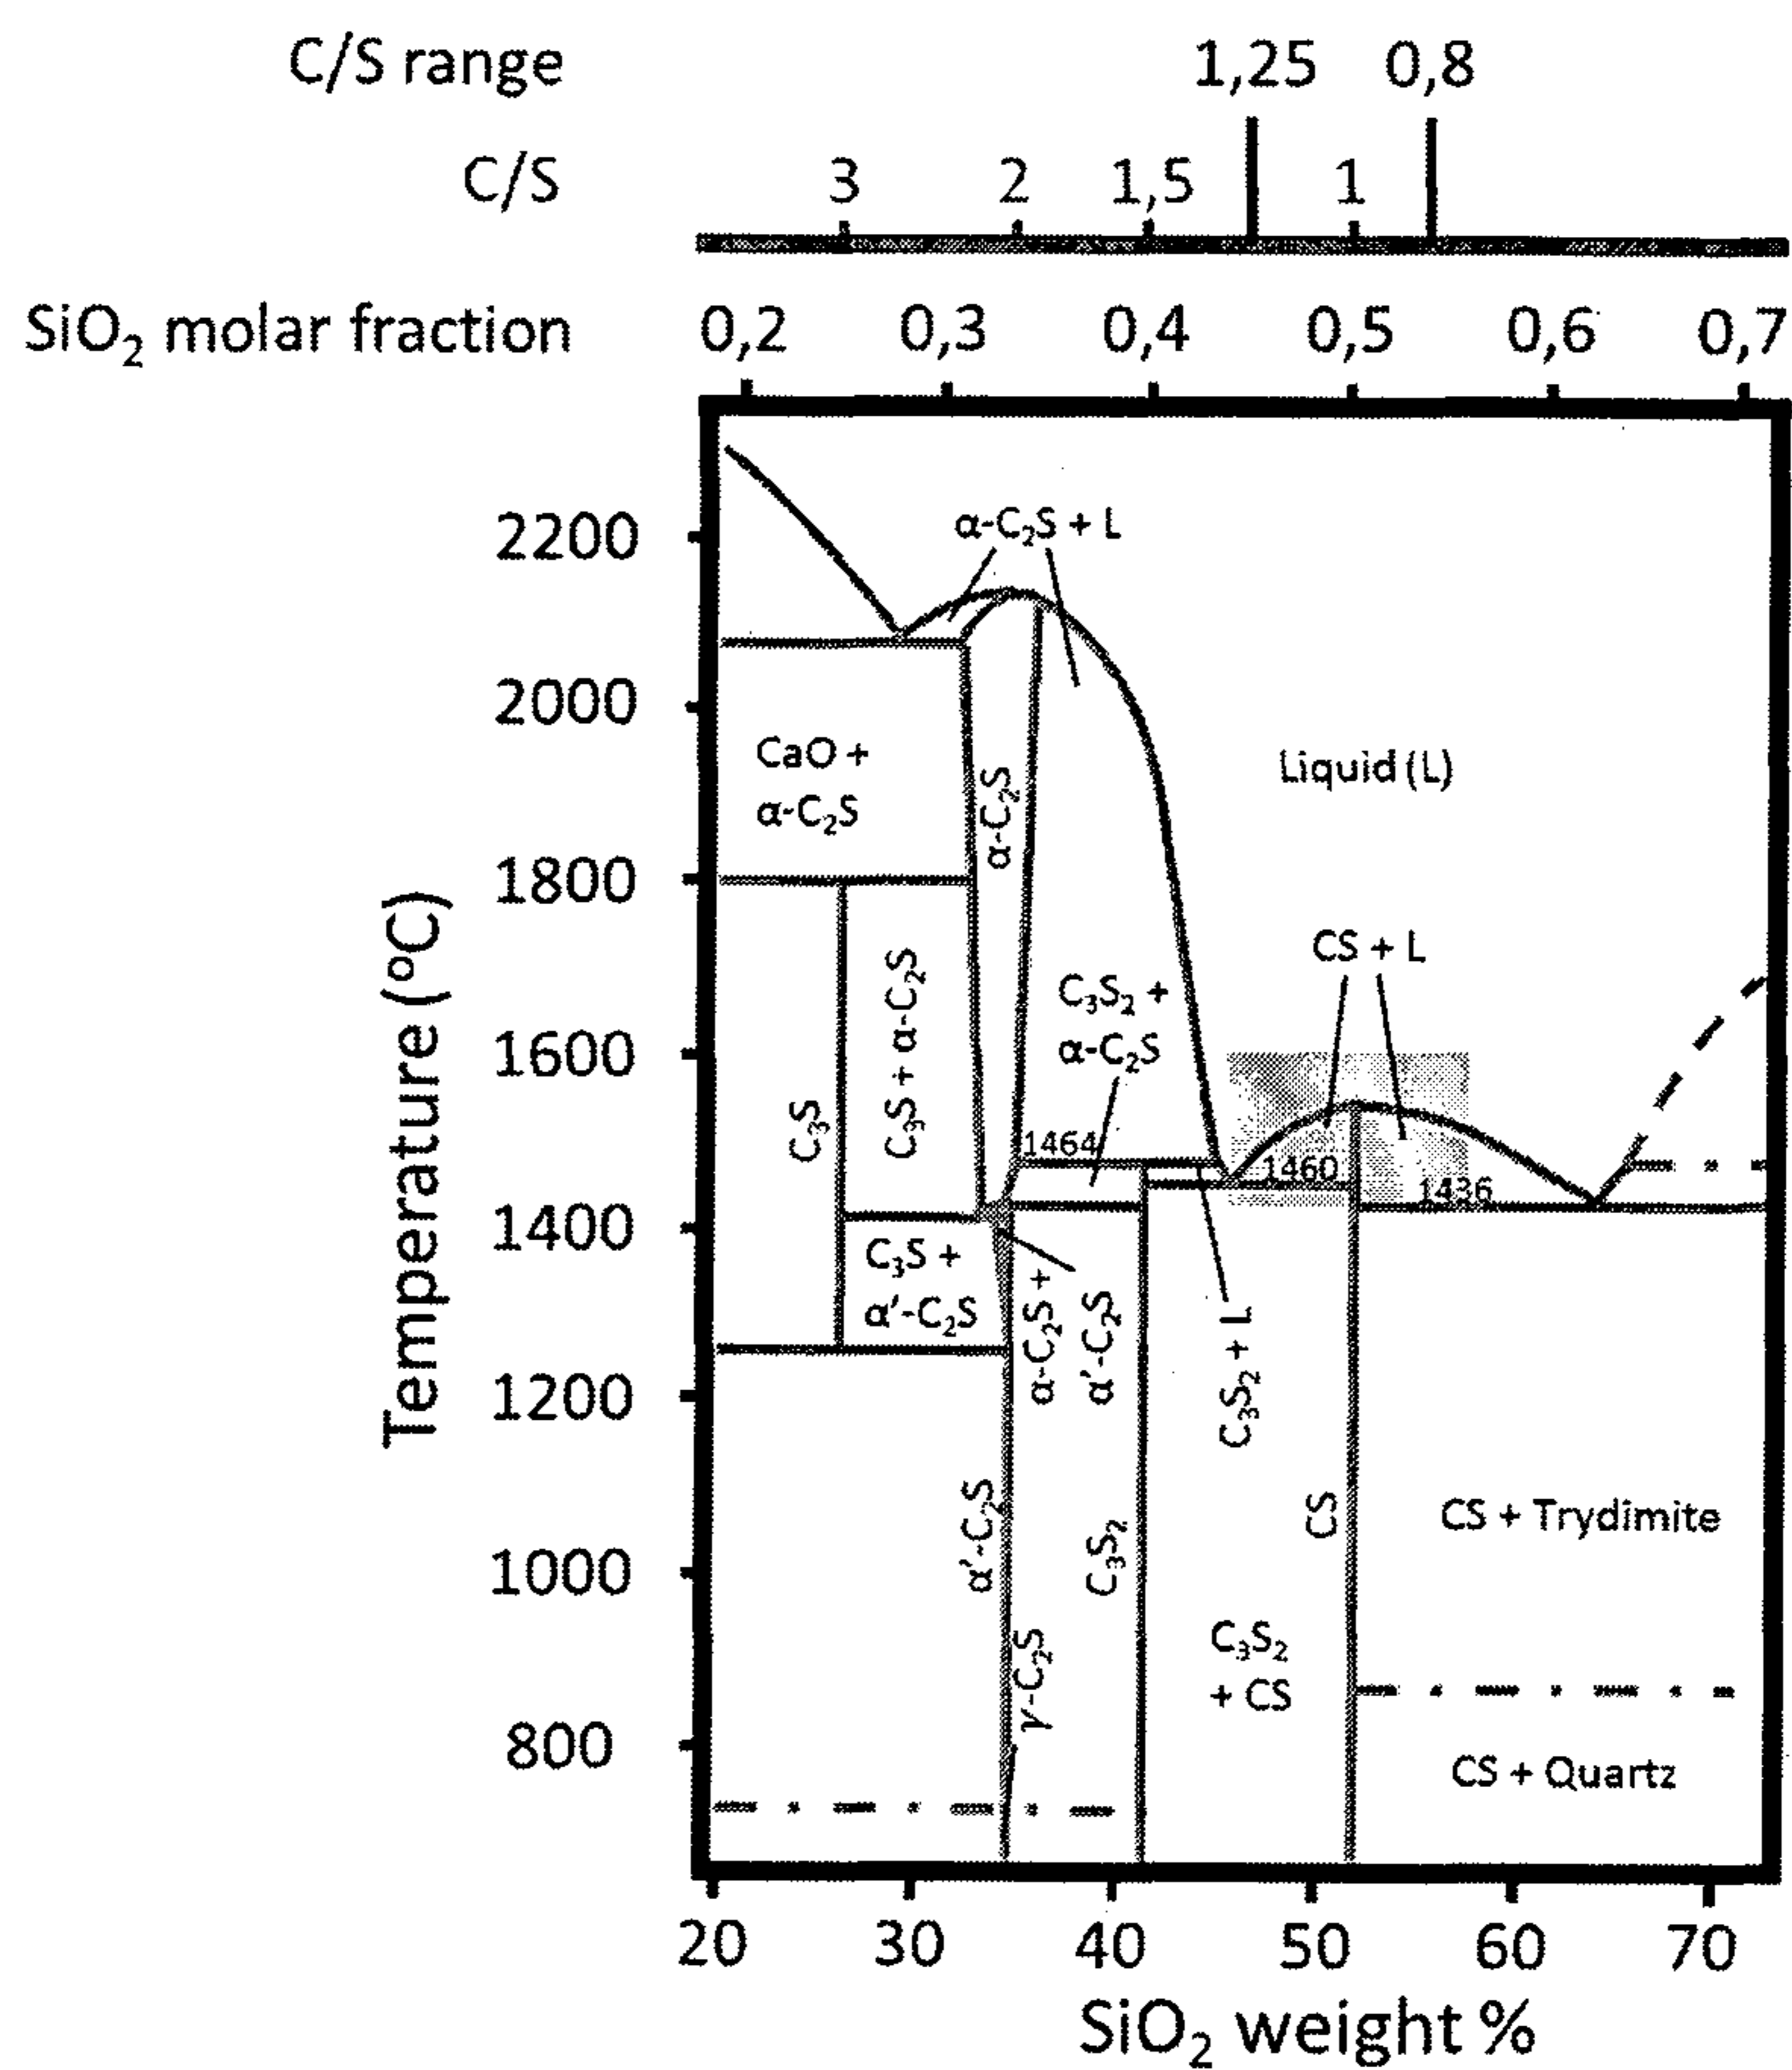 C/S range 1,25 0,8
C/S 3 2 1,5 1
SiO₂ molar fraction 0,2 0,3 0,4 0,5 0,6 0,7
Temperature (ºC)
2200
2000
1800
1600
1400
1200
1000
800
α-C₂S + L
CaO +
α-C₂S
α-C₂S
Liquid (L)
C₃S
C₃S + α-C₂S
C₃S₂ +
α-C₂S
CS + L
1464
1460
1436
C₃S +
α'-C₂S
α-C₂S +
α'-C₂S
C₃S₂ + L
α'-C₂S
γ-C₂S
C₃S₂
CS
C₃S₂
+ CS
CS + Trydimite
CS + Quartz
20 30 40 50 60 70
SiO₂ weight %